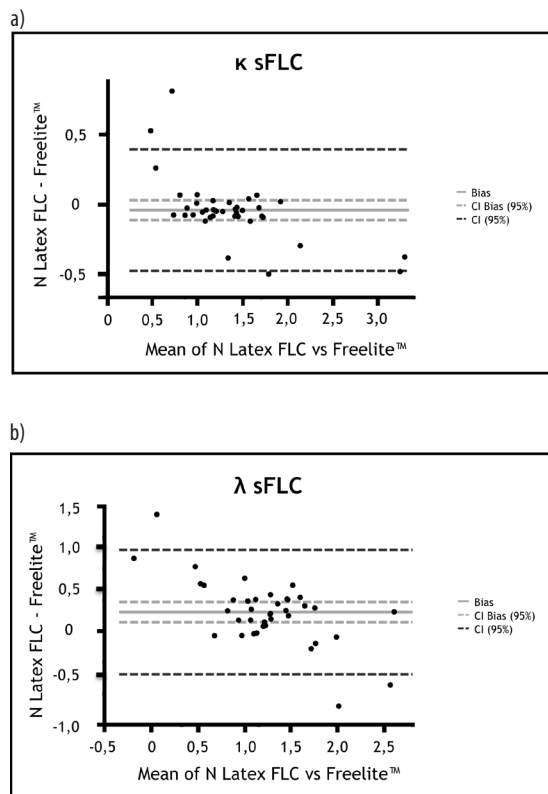 a)
κ sFLC
N Latex FLC - Freelite™
0,5
0
-0,5
0 0,5 1,0 1,5 2,0 2,5 3,0
Mean of N Latex FLC vs Freelite™
Bias
CI Bias (95%)
CI (95%)
b)
λ sFLC
N Latex FLC - Freelite™
1,5
1,0
0,5
0
-0,5
-1,0
-0,5 0 0,5 1,0 1,5 2,0 2,5
Mean of N Latex FLC vs Freelite™
Bias
CI Bias (95%)
CI (95%)